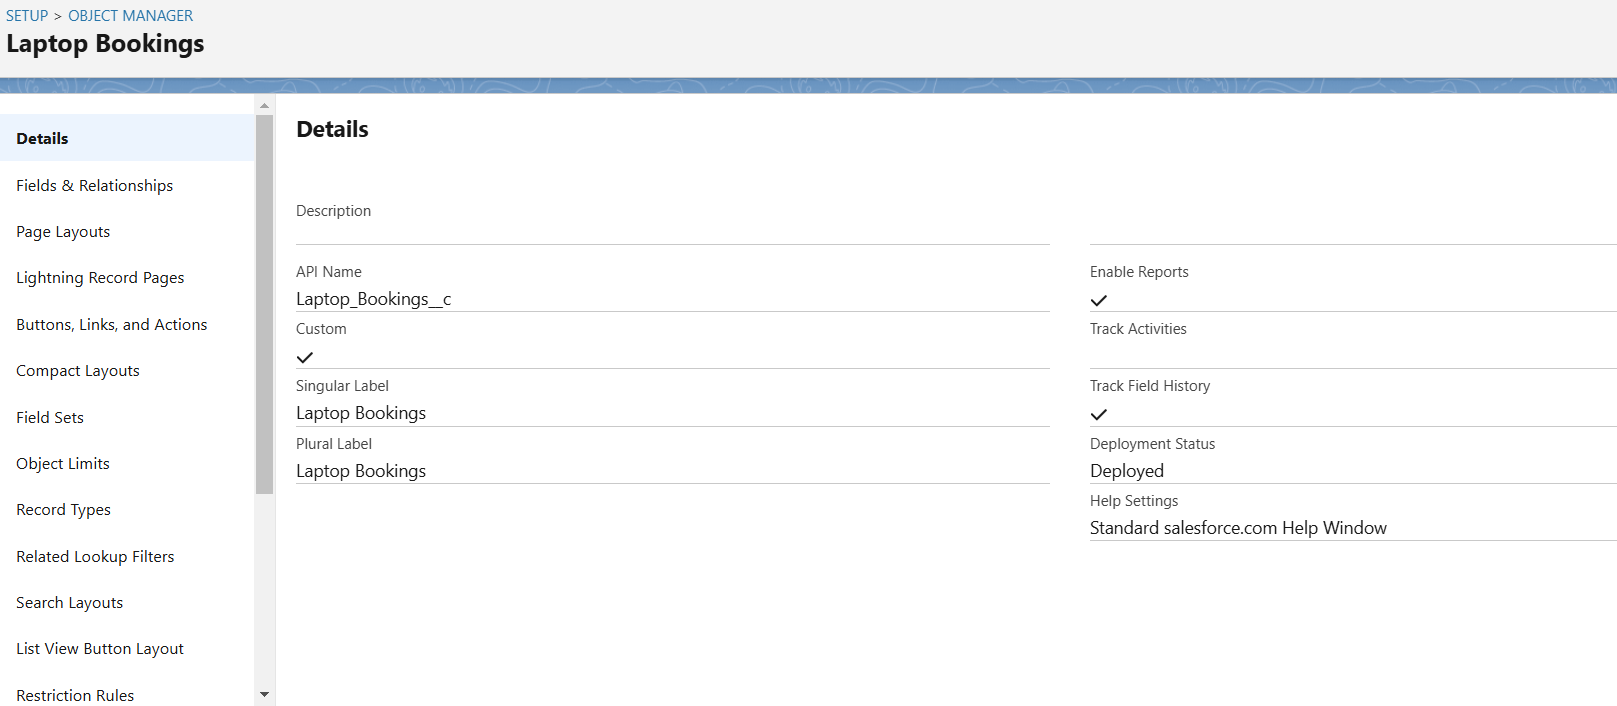 SETUP > OBJECT MANAGER
Laptop Bookings
Details
Fields & Relationships
Page Layouts
Lightning Record Pages
Buttons, Links, and Actions
Compact Layouts
Field Sets
Object Limits
Record Types
Related Lookup Filters
Search Layouts
List View Button Layout
Restriction Rules
Details
Description
API Name
Laptop_Bookings__c
Custom
Singular Label
Laptop Bookings
Plural Label
Laptop Bookings
Enable Reports
Track Activities
Track Field History
Deployment Status
Deployed
Help Settings
Standard salesforce.com Help Window